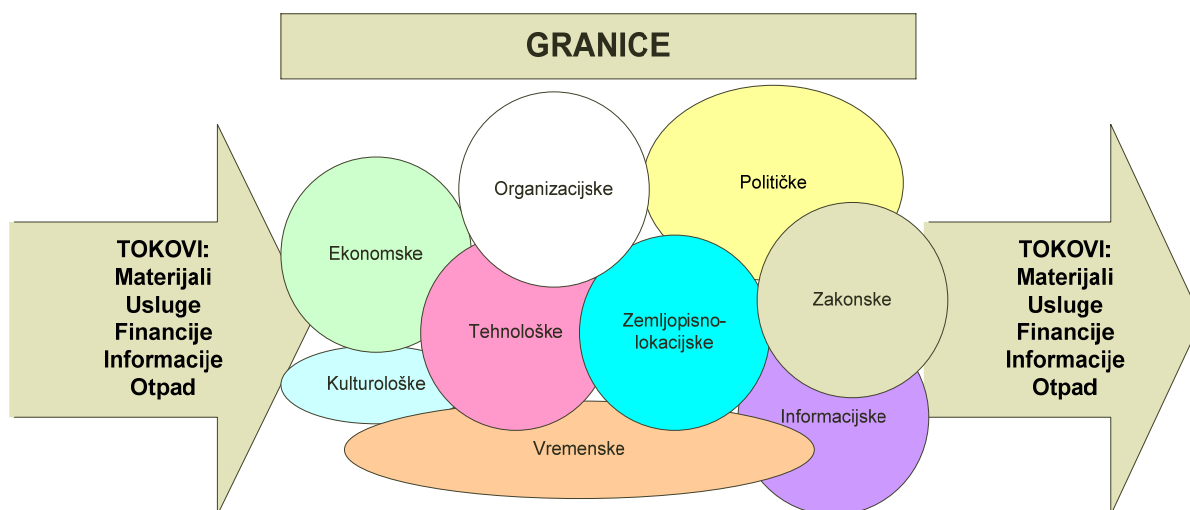 GRANICE
TOKOVI:
Materijali
Usluge
Financije
Informacije
Otpad
Organizacijske
Političke
Ekonomske
Tehnološke
Zemljopisno-
lokacijske
Zakonske
Kulturološke
Informacijske
Vremenske
TOKOVI:
Materijali
Usluge
Financije
Informacije
Otpad